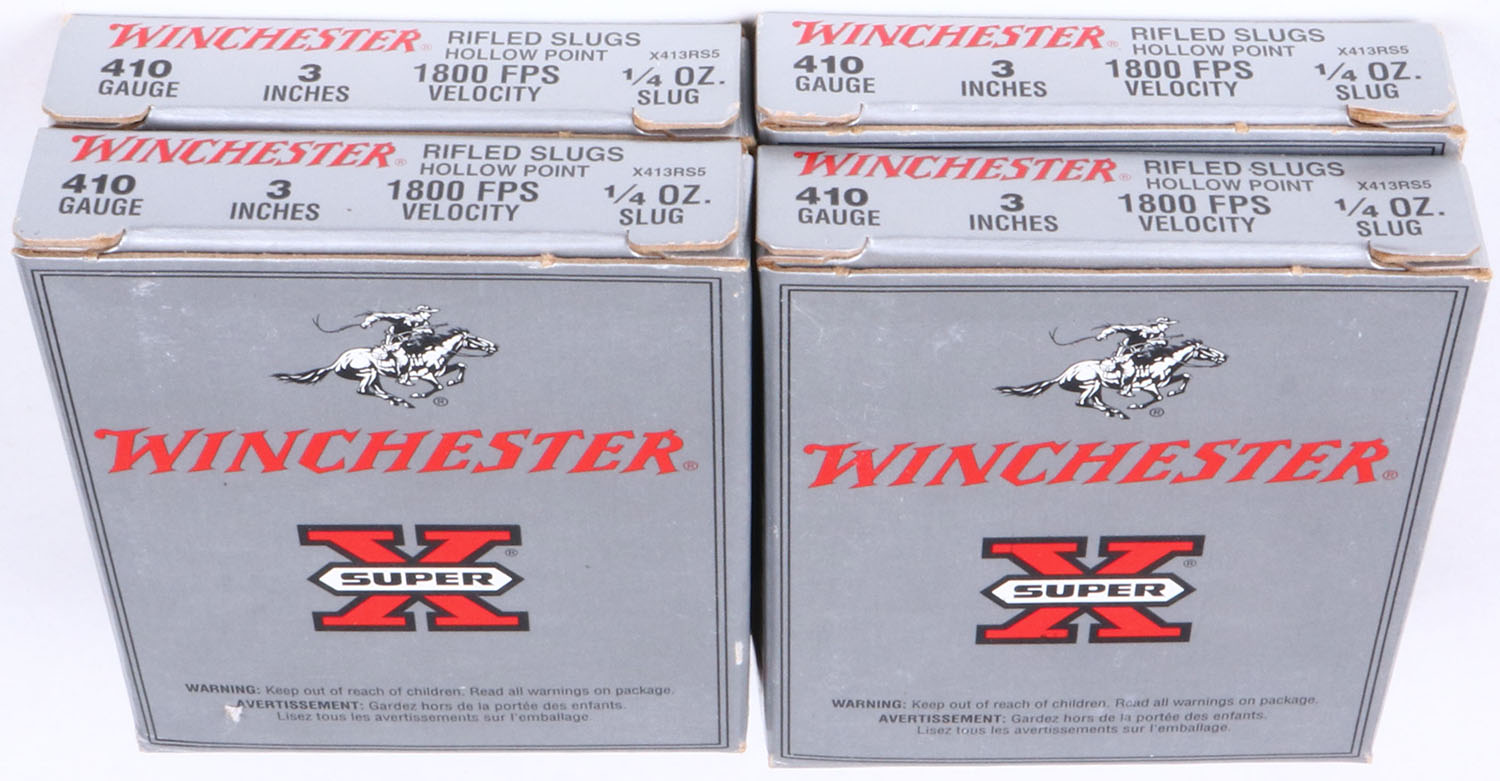 WINCHESTER® RIFLED SLUGS
HOLLOW POINT X413RS5
410 3 1800 FPS 1/4 OZ.
GAUGE INCHES VELOCITY SLUG
WINCHESTER® RIFLED SLUGS
HOLLOW POINT X413RS5
410 3 1800 FPS 1/4 OZ.
GAUGE INCHES VELOCITY SLUG
WINCHESTER® RIFLED SLUGS
HOLLOW POINT X413RS5
410 3 1800 FPS 1/4 OZ.
GAUGE INCHES VELOCITY SLUG
®
WINCHESTER®
X®
SUPER
WARNING: Keep out of reach of children. Read all warnings on package.
AVERTISSEMENT: Gardez hors de la portée des enfants.
Lisez tous les avertissements sur l'emballage.
WINCHESTER® RIFLED SLUGS
HOLLOW POINT X413RS5
410 3 1800 FPS 1/4 OZ.
GAUGE INCHES VELOCITY SLUG
®
WINCHESTER®
X®
SUPER
WARNING: Keep out of reach of children. Read all warnings on package.
AVERTISSEMENT: Gardez hors de la portée des enfants.
Lisez tous les avertissements sur l'emballage.